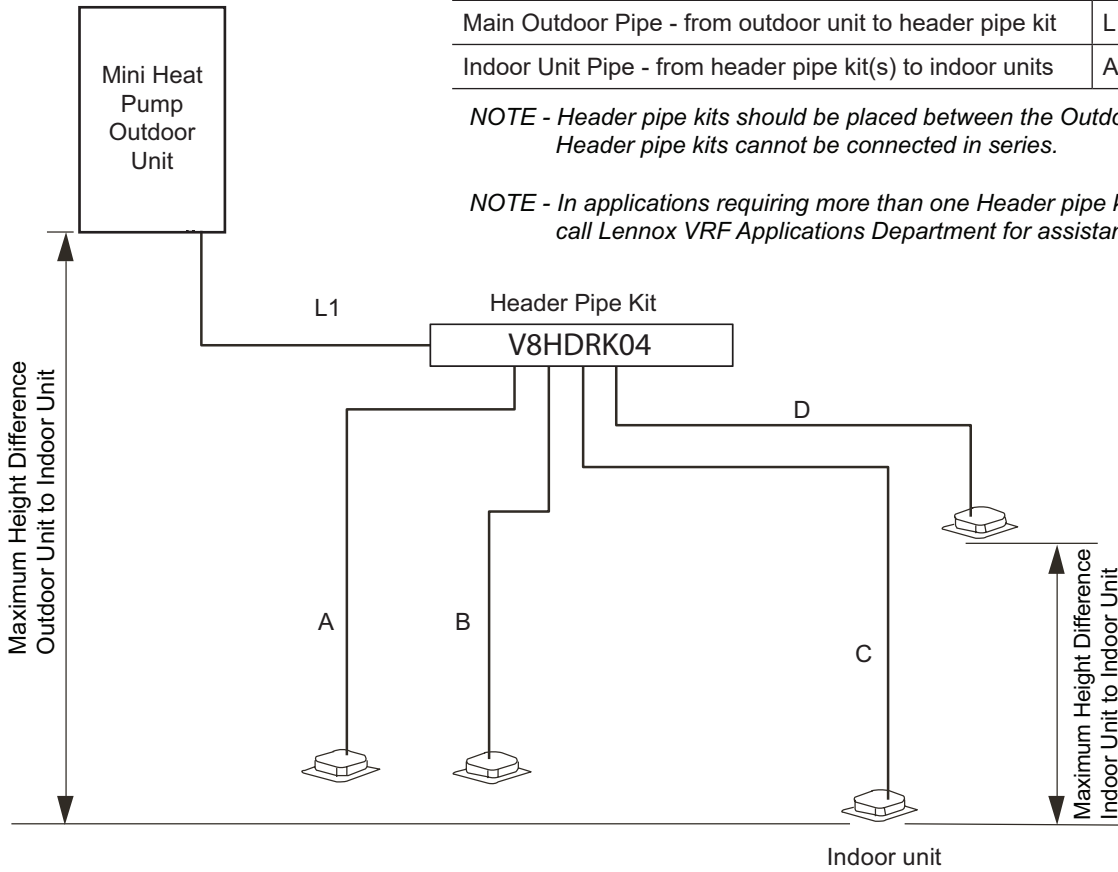 Main Outdoor Pipe - from outdoor unit to header pipe kit L
Indoor Unit Pipe - from header pipe kit(s) to indoor units A
NOTE - Header pipe kits should be placed between the
Header pipe kits cannot be connected in series.
NOTE - In applications requiring more than one Header pipe
call Lennox VRF Applications Department for
Mini Heat
Pump
Outdoor
Unit
L1
Header Pipe Kit
V8HDRK04
D
A
B
C
Maximum Height Difference
Outdoor Unit to Indoor Unit
Maximum Height Difference
Indoor Unit to Indoor Unit
Indoor unit